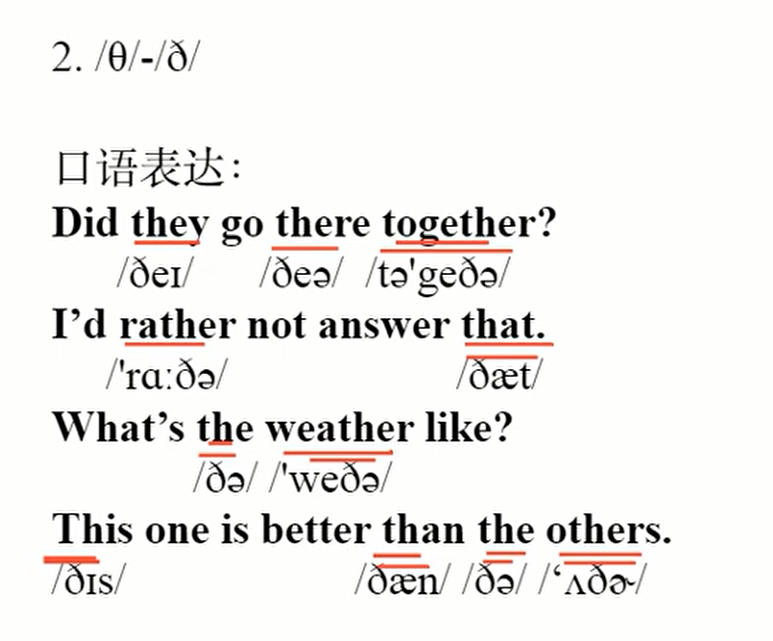 2. /θ/-/ð/
口语表达：
Did they go there together?
/ðeɪ/ /ðeə/ /tə'geðə/
I’d rather not answer that.
/'rɑːðə/ /ðæt/
What’s the weather like?
/ðə/ /'weðə/
This one is better than the others.
/ðɪs/ /ðæn/ /ðə/ /‘ʌðɚ/